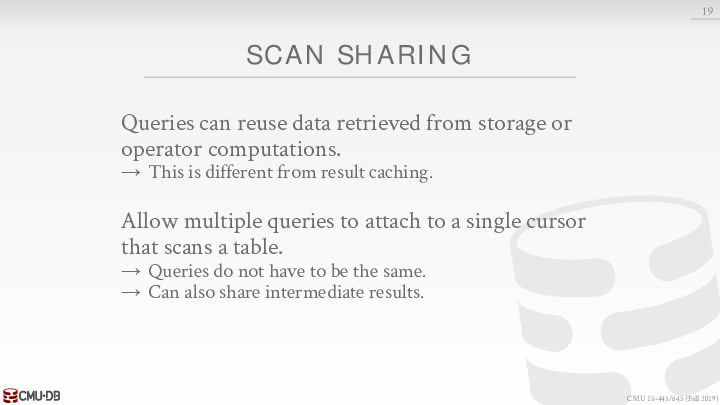 19
SCAN SHARING
Queries can reuse data retrieved from storage or
operator computations.
→ This is different from result caching.
Allow multiple queries to attach to a single cursor
that scans a table.
→ Queries do not have to be the same.
→ Can also share intermediate results.
CMU·DB
CMU 15-445/645 (Fall 2019)